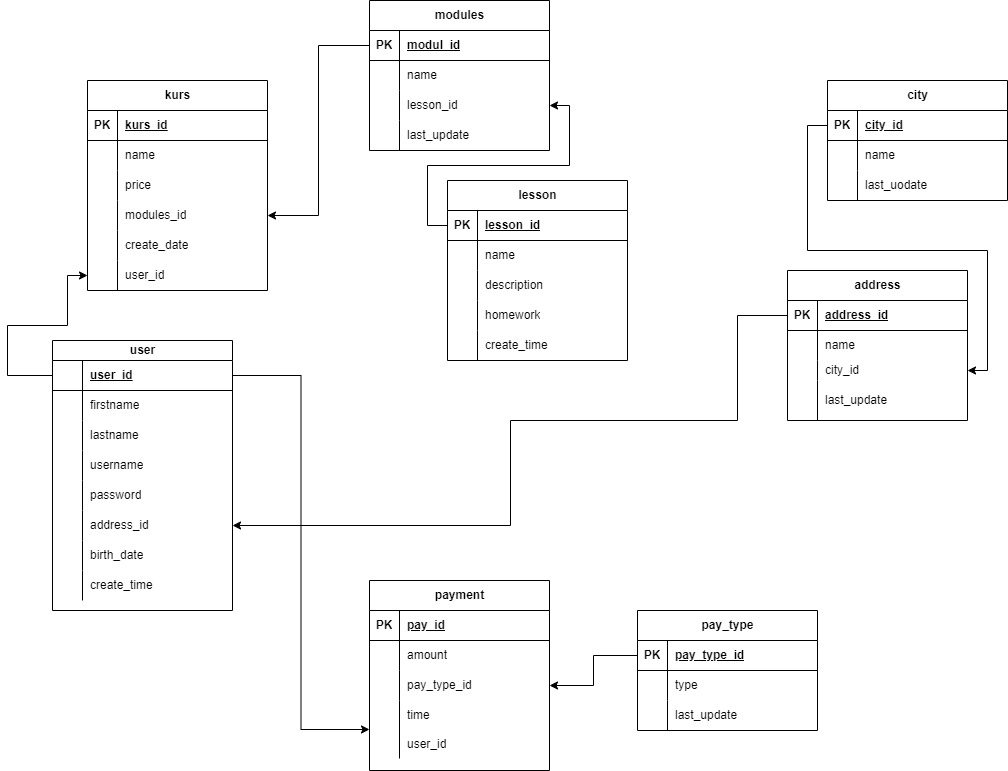 modules
PK modul_id
name
lesson_id
last_update
kurs
PK kurs_id
name
price
modules_id
create_date
user_id
city
PK city_id
name
last_uodate
lesson
PK lesson_id
name
description
homework
create_time
address
PK address_id
name
city_id
last_update
user
user_id
firstname
lastname
username
password
address_id
birth_date
create_time
payment
PK pay_id
amount
pay_type_id
time
user_id
pay_type
PK pay_type_id
type
last_update